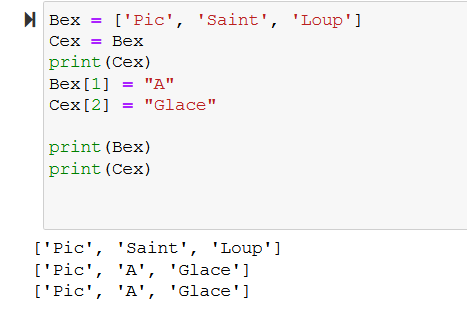 Bex = ['Pic', 'Saint', 'Loup']
Cex = Bex
print(Cex)
Bex[1] = "A"
Cex[2] = "Glace"
print(Bex)
print(Cex)
['Pic', 'Saint', 'Loup']
['Pic', 'A', 'Glace']
['Pic', 'A', 'Glace']